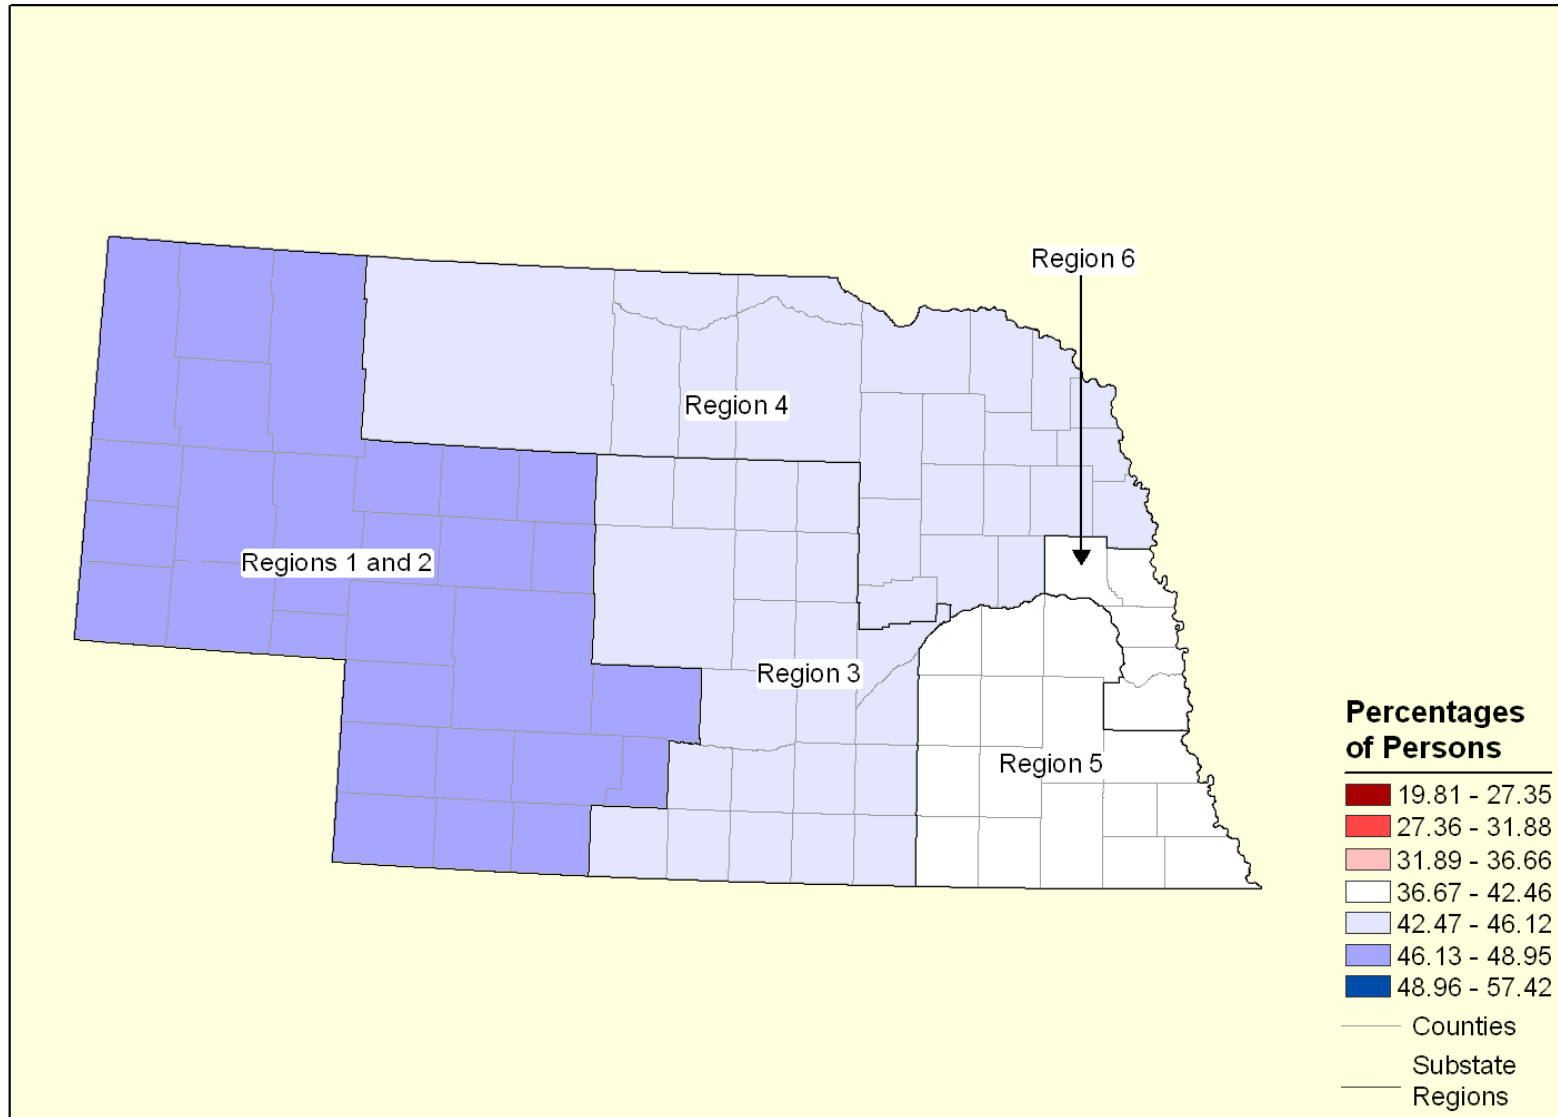 Region 6
Region 4
Regions 1 and 2
Region 3
Region 5
Percentages
of Persons
19.81 - 27.35
27.36 - 31.88
31.89 - 36.66
36.67 - 42.46
42.47 - 46.12
46.13 - 48.95
48.96 - 57.42
Counties
Substate
Regions